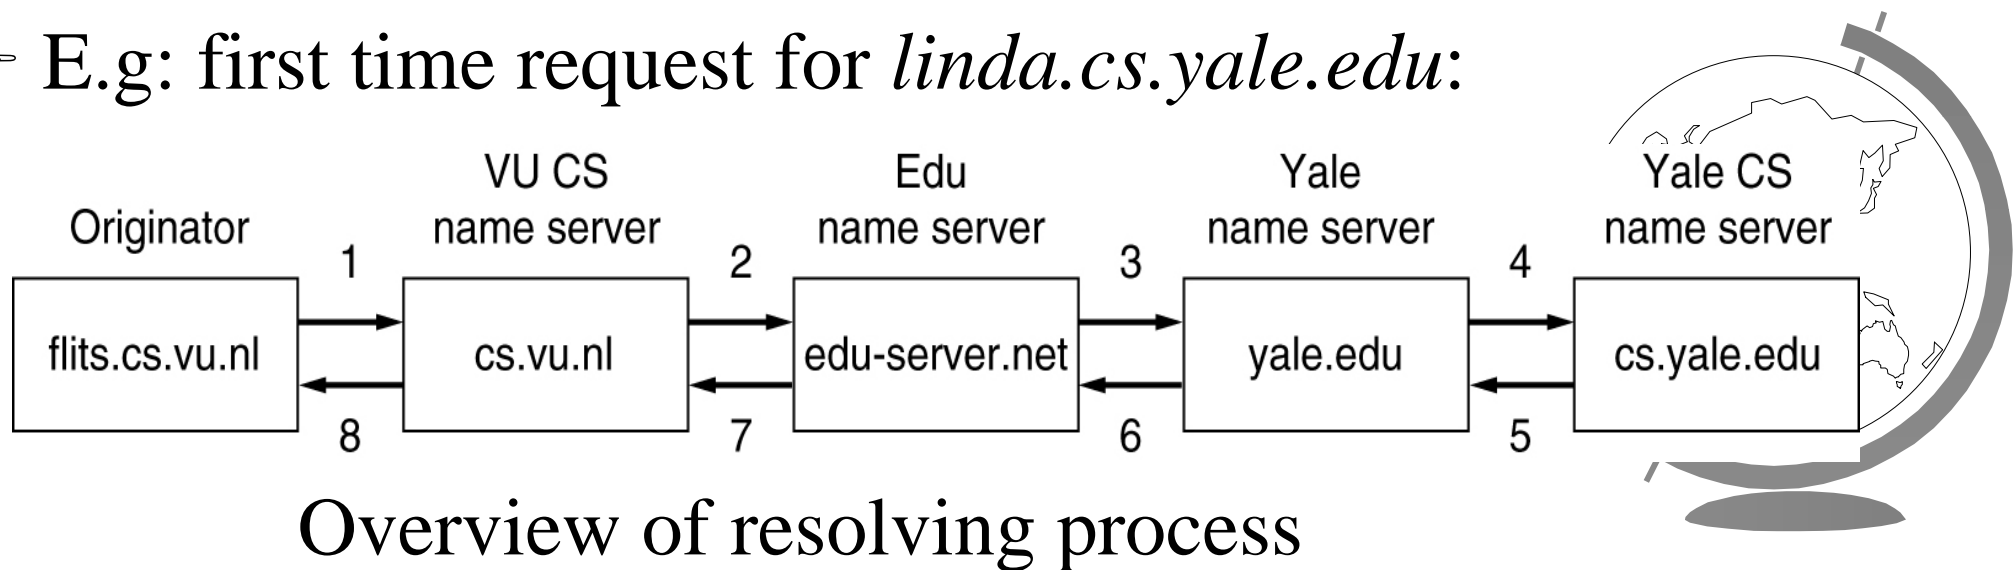 E.g: first time request for linda.cs.yale.edu:
VU CS Edu Yale Yale CS
Originator name server name server name server name server
1 2 3 4
flits.cs.vu.nl cs.vu.nl edu-server.net yale.edu cs.yale.edu
8 7 6 5
Overview of resolving process